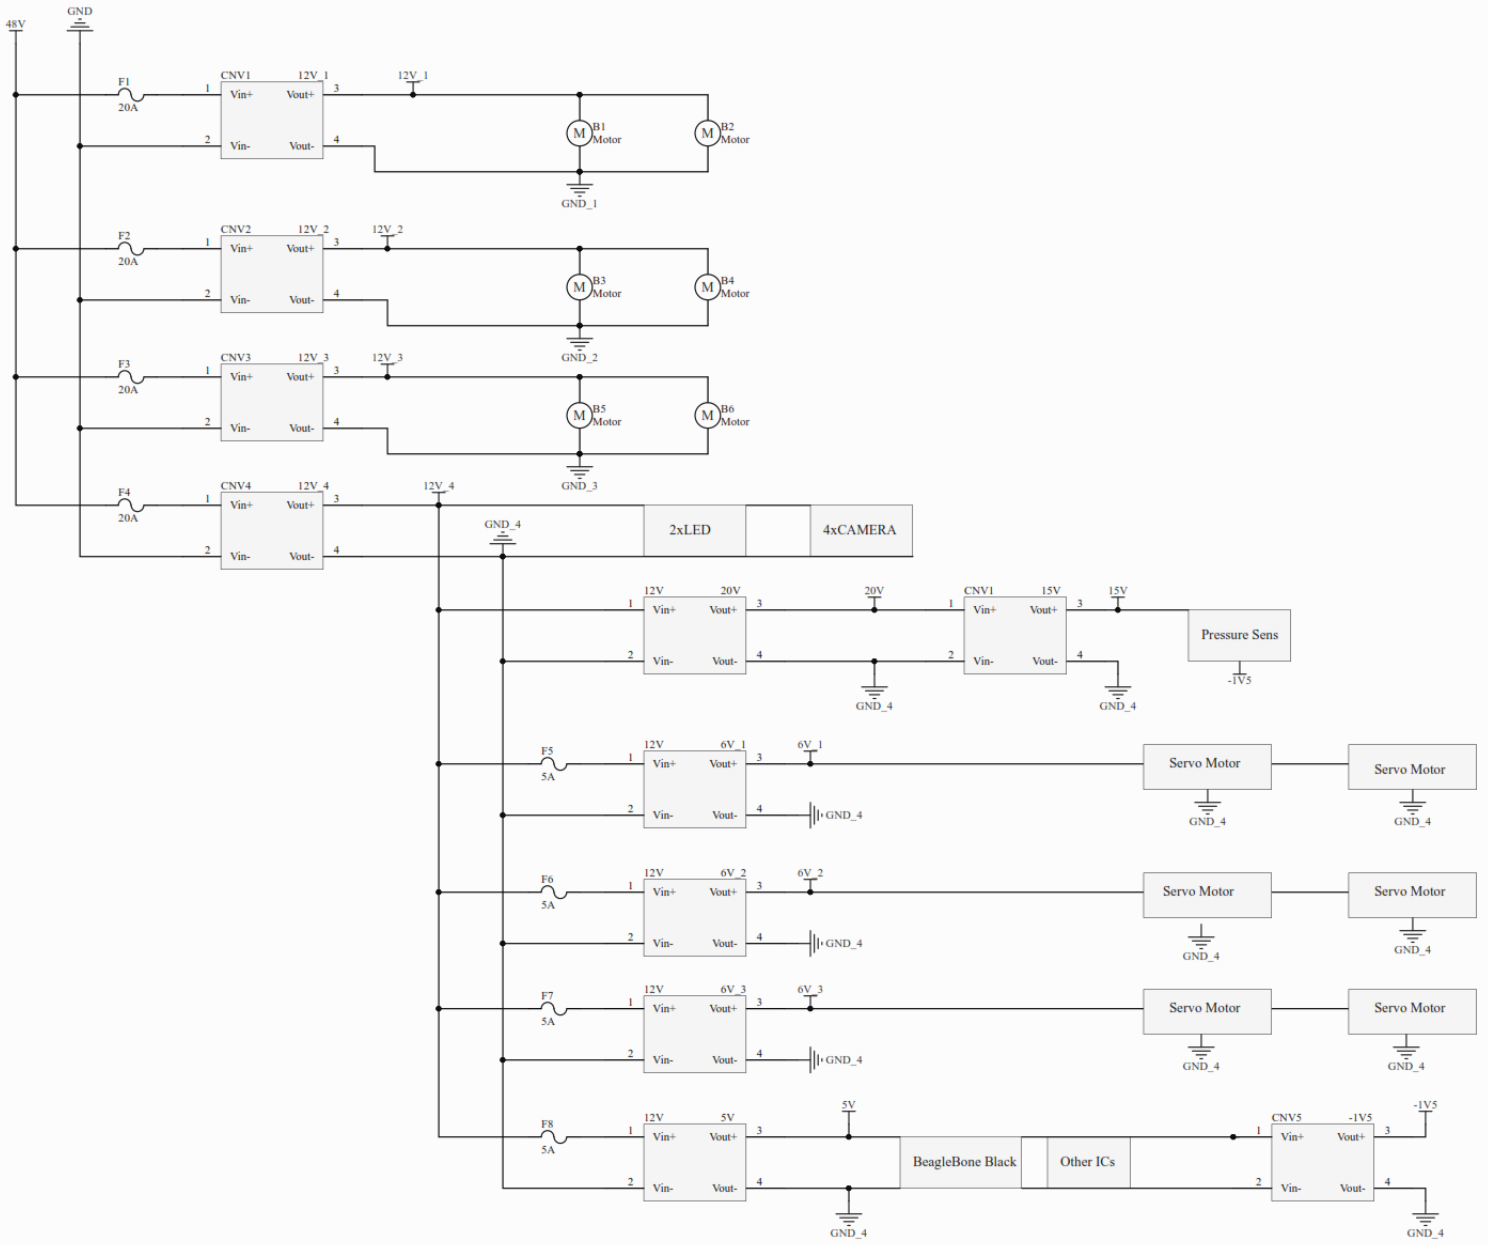 48V
GND
F1
20A
CNV1 12V_1
1 Vin+ Vout+ 3
2 Vin- Vout- 4
12V_1
M B1
Motor
M B2
Motor
GND_1
F2
20A
CNV2 12V_2
1 Vin+ Vout+ 3
2 Vin- Vout- 4
12V_2
M B3
Motor
M B4
Motor
GND_2
F3
20A
CNV3 12V_3
1 Vin+ Vout+ 3
2 Vin- Vout- 4
12V_3
M B5
Motor
M B6
Motor
GND_3
F4
20A
CNV4 12V_4
1 Vin+ Vout+ 3
2 Vin- Vout- 4
12V_4
GND_4
2xLED
4xCAMERA
12V 20V
1 Vin+ Vout+ 3
2 Vin- Vout- 4
20V
GND_4
CNV1 15V
1 Vin+ Vout+ 3
2 Vin- Vout- 4
15V
GND_4
Pressure Sens
-1V5
F5
5A
12V 6V_1
1 Vin+ Vout+ 3
2 Vin- Vout- 4
6V_1
GND_4
Servo Motor
GND_4
Servo Motor
GND_4
F6
5A
12V 6V_2
1 Vin+ Vout+ 3
2 Vin- Vout- 4
6V_2
GND_4
Servo Motor
GND_4
Servo Motor
GND_4
F7
5A
12V 6V_3
1 Vin+ Vout+ 3
2 Vin- Vout- 4
6V_3
GND_4
Servo Motor
GND_4
Servo Motor
GND_4
F8
5A
12V 5V
1 Vin+ Vout+ 3
2 Vin- Vout- 4
5V
GND_4
BeagleBone Black
Other ICs
CNV5 -1V5
1 Vin+ Vout+ 3
2 Vin- Vout- 4
-1V5
GND_4